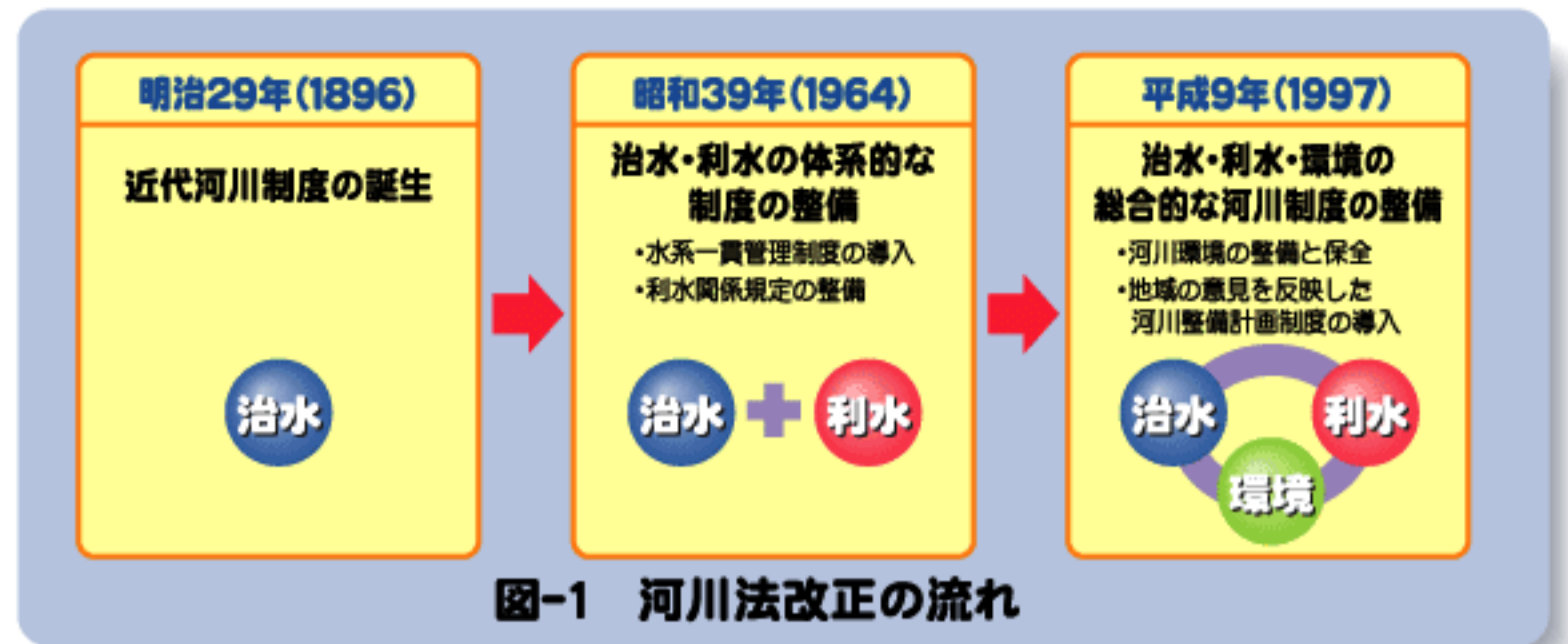 明治29年(1896)
近代河川制度の誕生
治水
昭和39年(1964)
治水・利水の体系的な
制度の整備
・水系一貫管理制度の導入
・利水関係規定の整備
治水
利水
平成9年(1997)
治水・利水・環境の
総合的な河川制度の整備
・河川環境の整備と保全
・地域の意見を反映した
河川整備計画制度の導入
治水
利水
環境
図-1 河川法改正の流れ